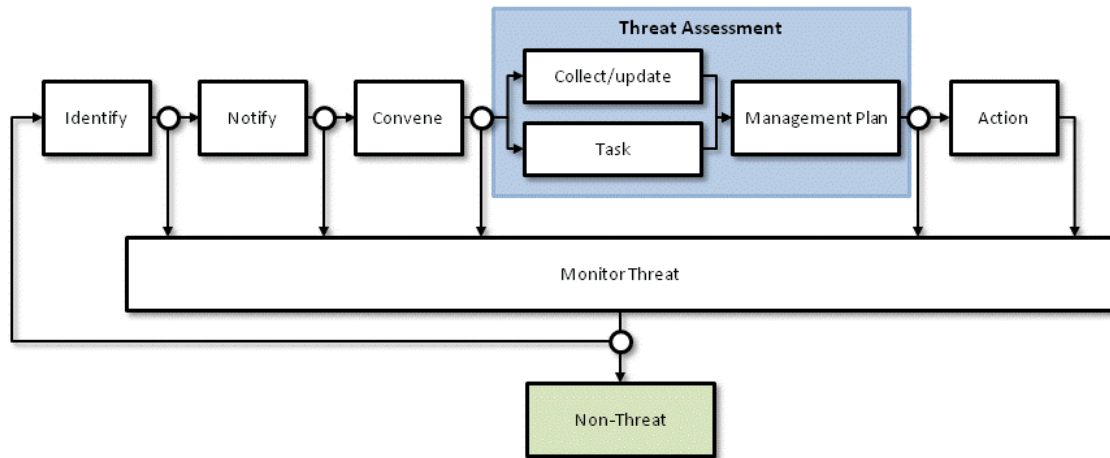 Threat Assessment
Collect/update
Identify
Notify
Convene
Management Plan
Action
Task
Monitor Threat
Non-Threat